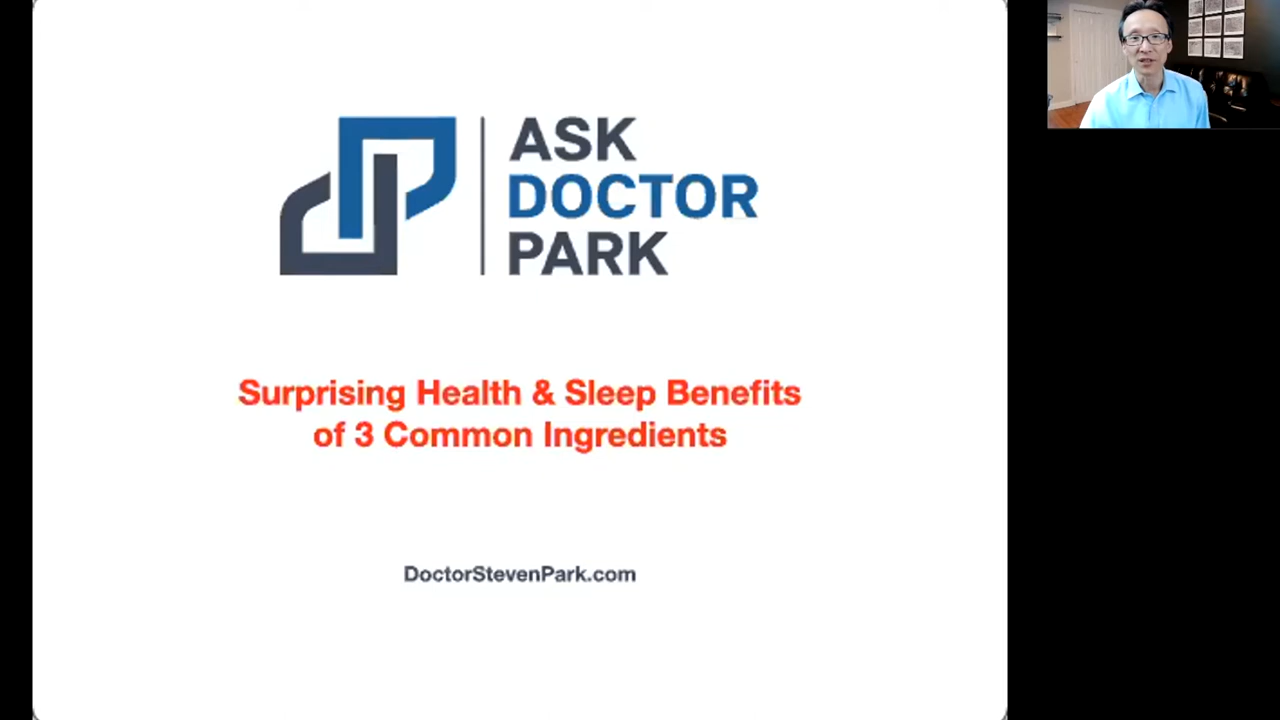 ASK
DOCTOR
PARK
Surprising Health & Sleep Benefits
of 3 Common Ingredients
DoctorStevenPark.com